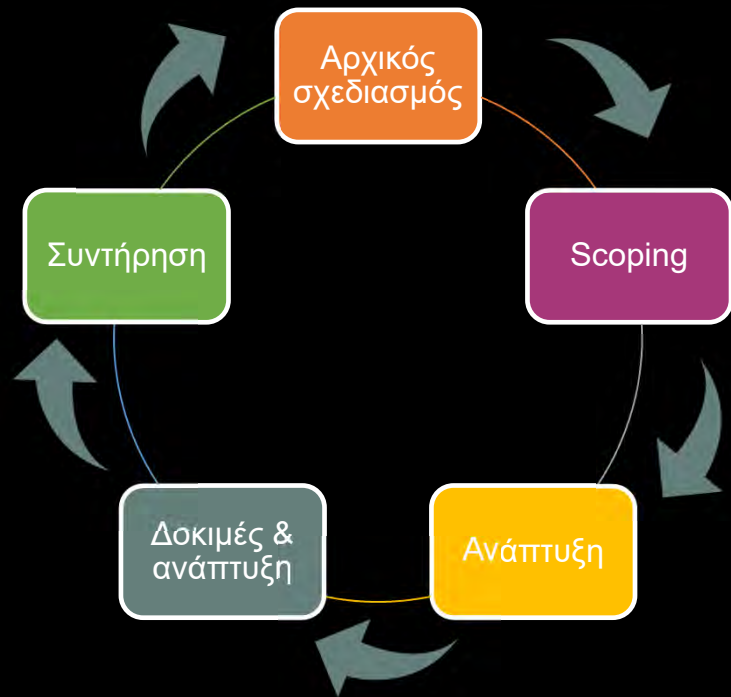 Αρχικός
σχεδιασμός
Scoping
Ανάπτυξη
Δοκιμές &
ανάπτυξη
Συντήρηση